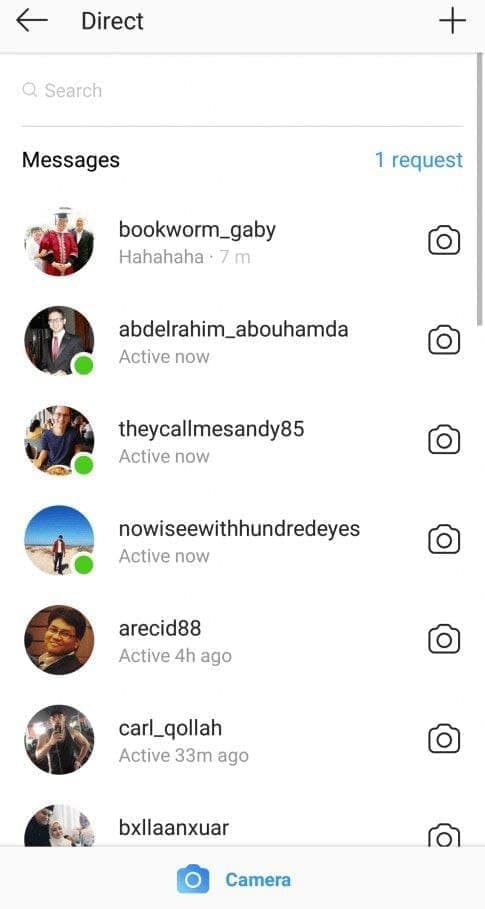 Direct
Search
Messages
1 request
bookworm_gaby
Hahahaha · 7 m
abdelrahim_abouhamda
Active now
theycallmesandy85
Active now
nowiseewithhundredeyes
Active now
arecid88
Active 4h ago
carl_qollah
Active 33m ago
bxllaanxuar
Camera